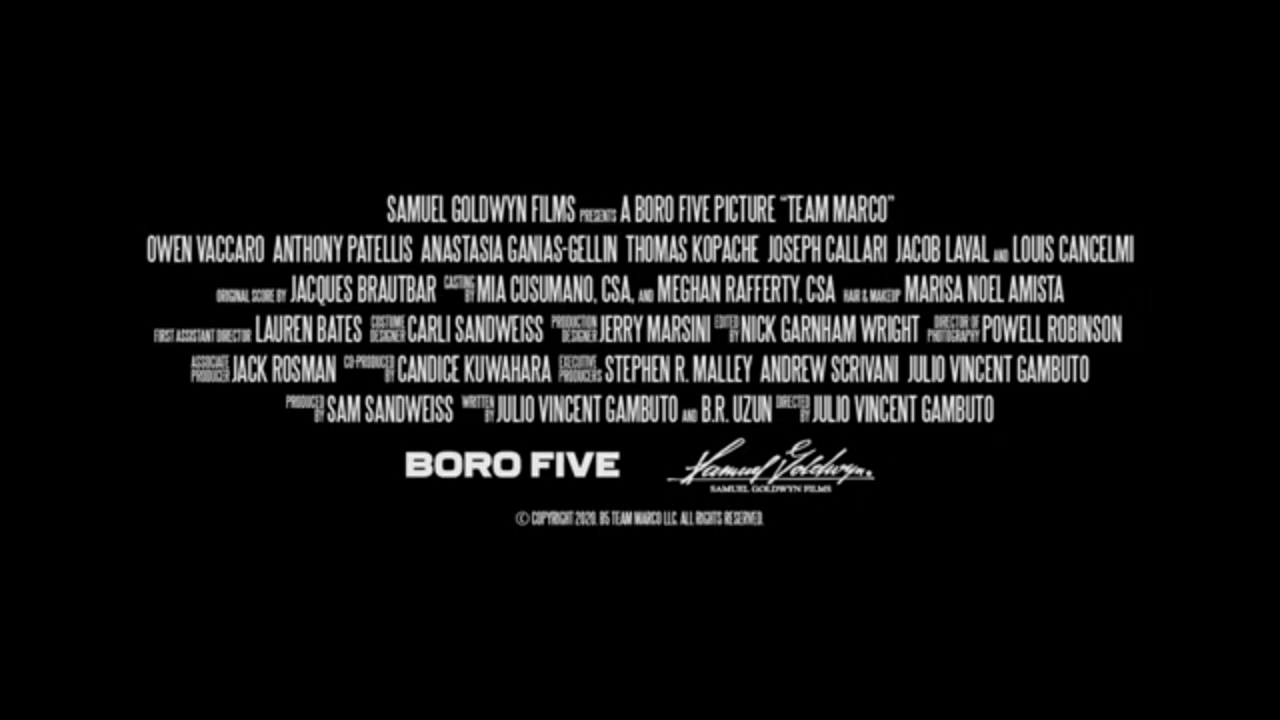 SAMUEL GOLDWYN FILMS PRESENTS A BORO FIVE PICTURE "TEAM MARCO"
OWEN VACCARO ANTHONY PATELLIS ANASTASIA GANIAS-GELLIN THOMAS KOPACHE JOSEPH CALLARI JACOB LAVAL AND LOUIS CANCELMI
ORIGINAL SCORE BY JACQUES BRAUTBAR CASTING BY MIA CUSUMANO, CSA, AND MEGHAN RAFFERTY, CSA HAIR & MAKEUP MARISA NOEL AMISTA
FIRST ASSISTANT DIRECTOR LAUREN BATES COSTUME DESIGNER CARLI SANDWEISS PRODUCTION DESIGNER JERRY MARSINI EDITED BY NICK GARNHAM WRIGHT DIRECTOR OF PHOTOGRAPHY POWELL ROBINSON
ASSOCIATE PRODUCER JACK ROSMAN CO-PRODUCED BY CANDICE KUWAHARA EXECUTIVE PRODUCERS STEPHEN R. MALLEY ANDREW SCRIVANI JULIO VINCENT GAMBUTO
PRODUCED BY SAM SANDWEISS WRITTEN BY JULIO VINCENT GAMBUTO AND B.R. UZUN DIRECTED BY JULIO VINCENT GAMBUTO
BORO FIVE Samuel Goldwyn.
SAMUEL GOLDWYN FILMS
© COPYRIGHT 2020. B5 TEAM MARCO LLC. ALL RIGHTS RESERVED.